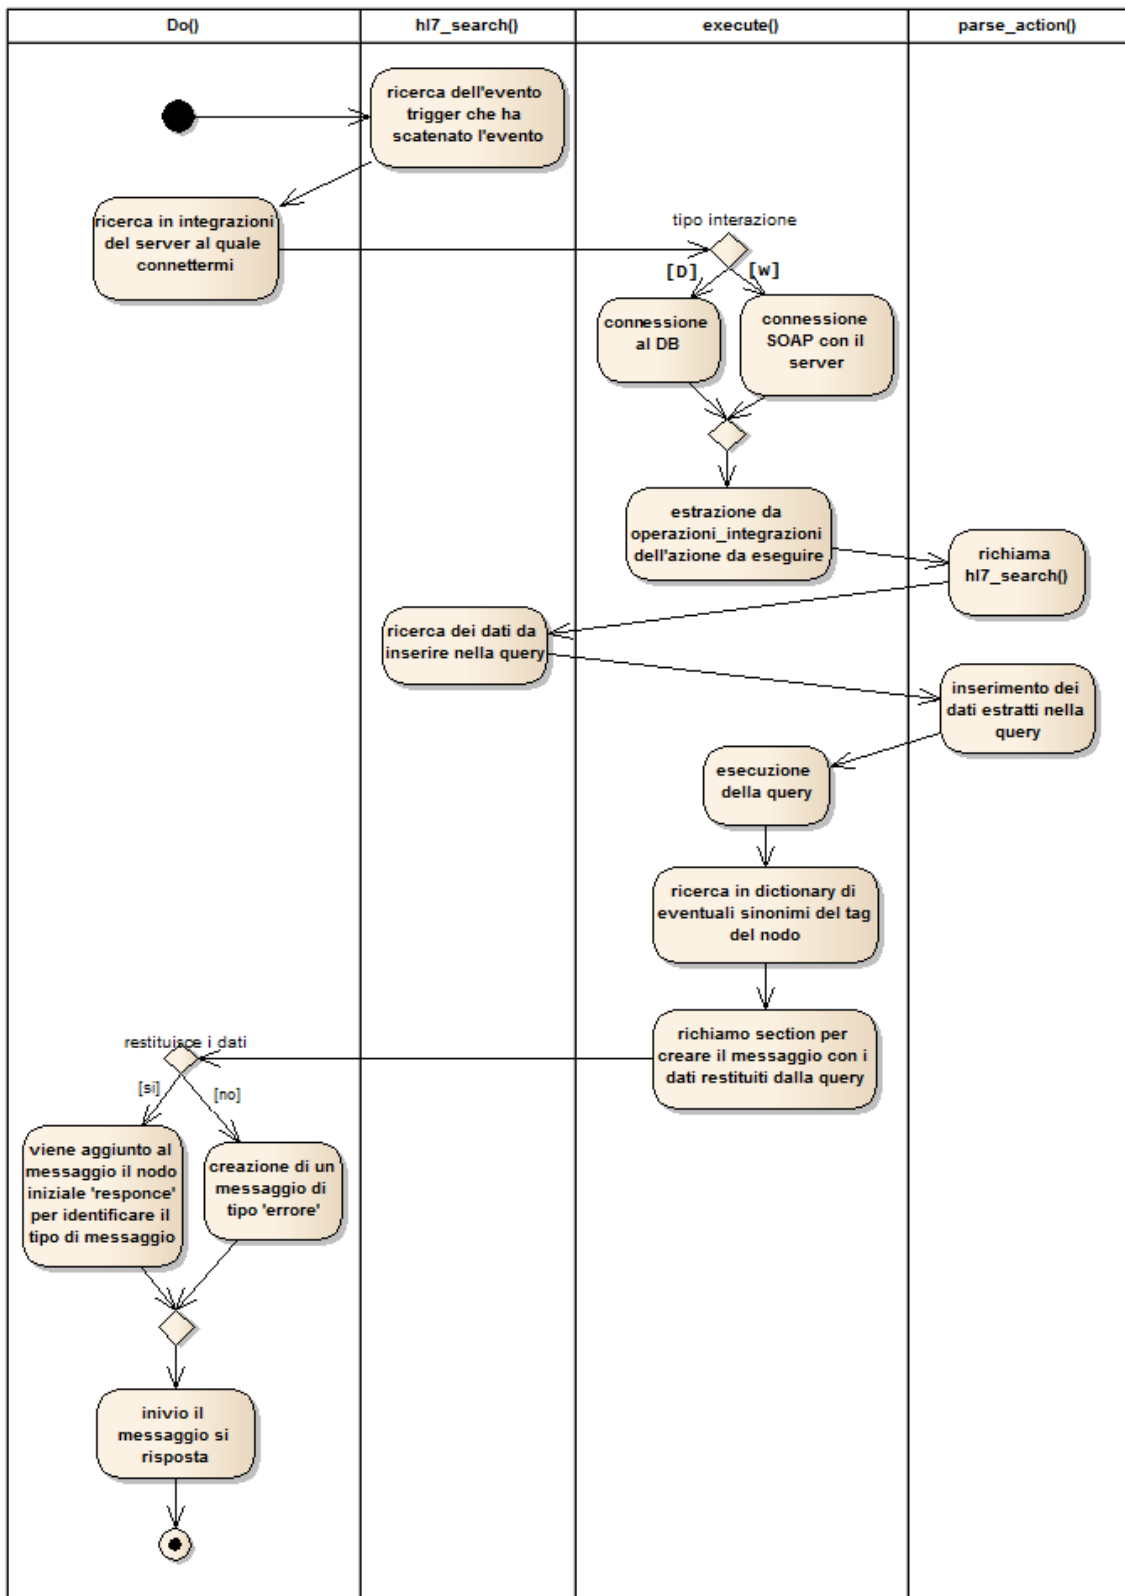 Do()
hl7_search()
execute()
parse_action()
ricerca dell'evento
trigger che ha
scatenato l'evento
ricerca in integrazioni
del server al quale
connettermi
tipo interazione
[D]
[w]
connessione
al DB
connessione
SOAP con il
server
estrazione da
operazioni_integrazioni
dell'azione da eseguire
richiama
hl7_search()
ricerca dei dati da
inserire nella query
inserimento dei
dati estratti nella
query
esecuzione
della query
ricerca in dictionary di
eventuali sinonimi del tag
del nodo
richiamo section per
creare il messaggio con i
dati restituiti dalla query
restituisce i dati
[si]
[no]
viene aggiunto al
messaggio il nodo
iniziale 'responce'
per identificare il
tipo di messaggio
creazione di un
messaggio di
tipo 'errore'
inivio il
messaggio si
risposta